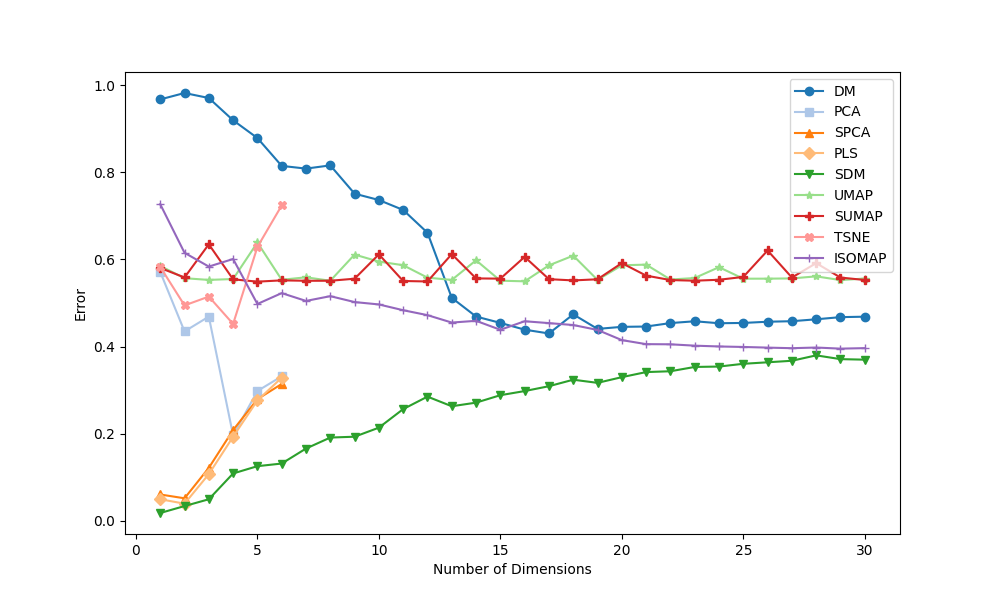 1.0
0.8
0.6
0.4
0.2
0.0
Error
0 5 10 15 20 25 30
Number of Dimensions
DM
PCA
SPCA
PLS
SDM
UMAP
SUMAP
TSNE
ISOMAP